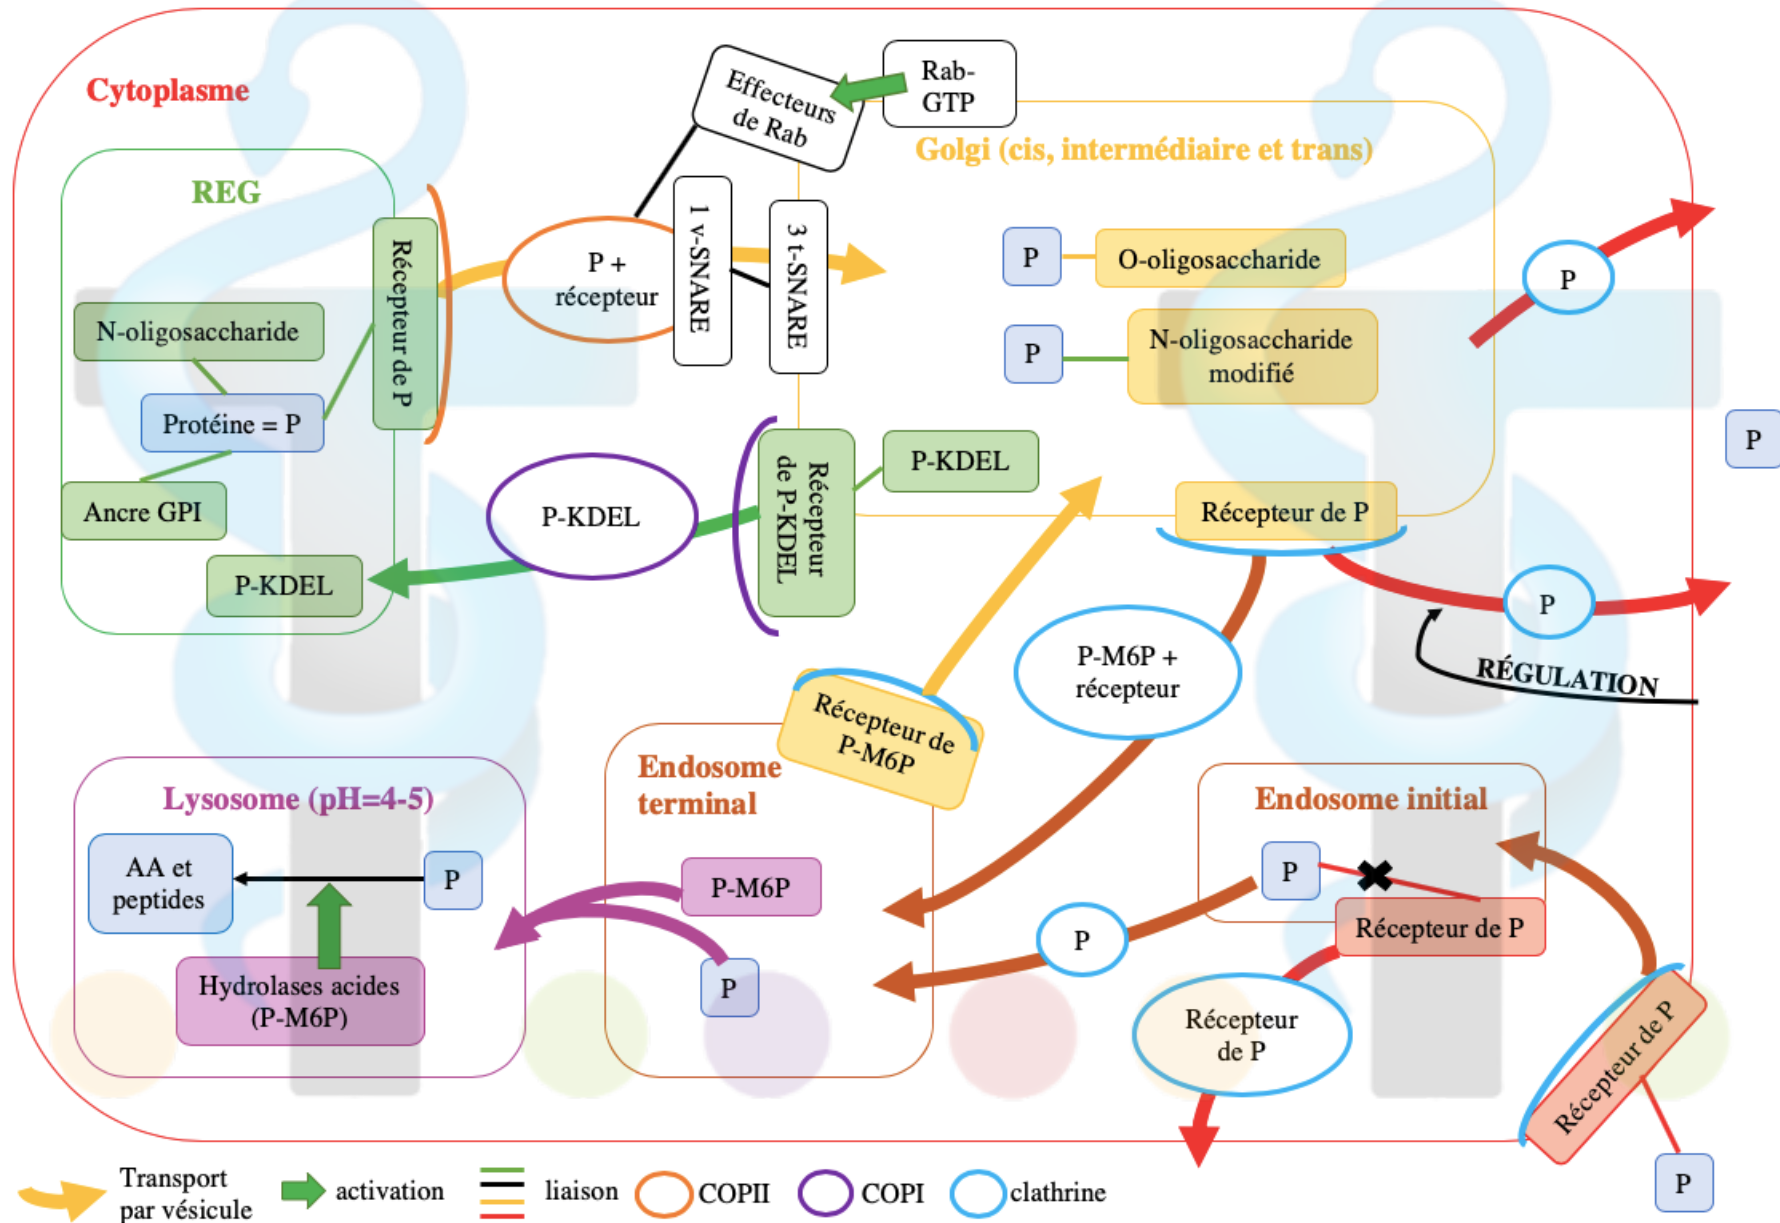 Cytoplasme
Effecteurs
de Rab
Rab-
GTP
Golgi (cis, intermédiaire et trans)
REG
Récepteur de P
P +
récepteur
1 v-SNARE
3 t-SNARE
P
O-oligosaccharide
P
N-oligosaccharide
P
N-oligosaccharide
modifié
Protéine = P
Ancre GPI
P-KDEL
P-KDEL
Récepteur
de P-KDEL
P-KDEL
P
Récepteur de P
P
P-M6P +
récepteur
RÉGULATION
Récepteur de
P-M6P
Lysosome (pH=4-5)
AA et
peptides
P
Hydrolases acides
(P-M6P)
Endosome
terminal
P-M6P
P
Endosome initial
P
Récepteur de P
P
Récepteur
de P
Récepteur de P
P
Transport
par vésicule
activation
liaison
COPII
COPI
clathrine